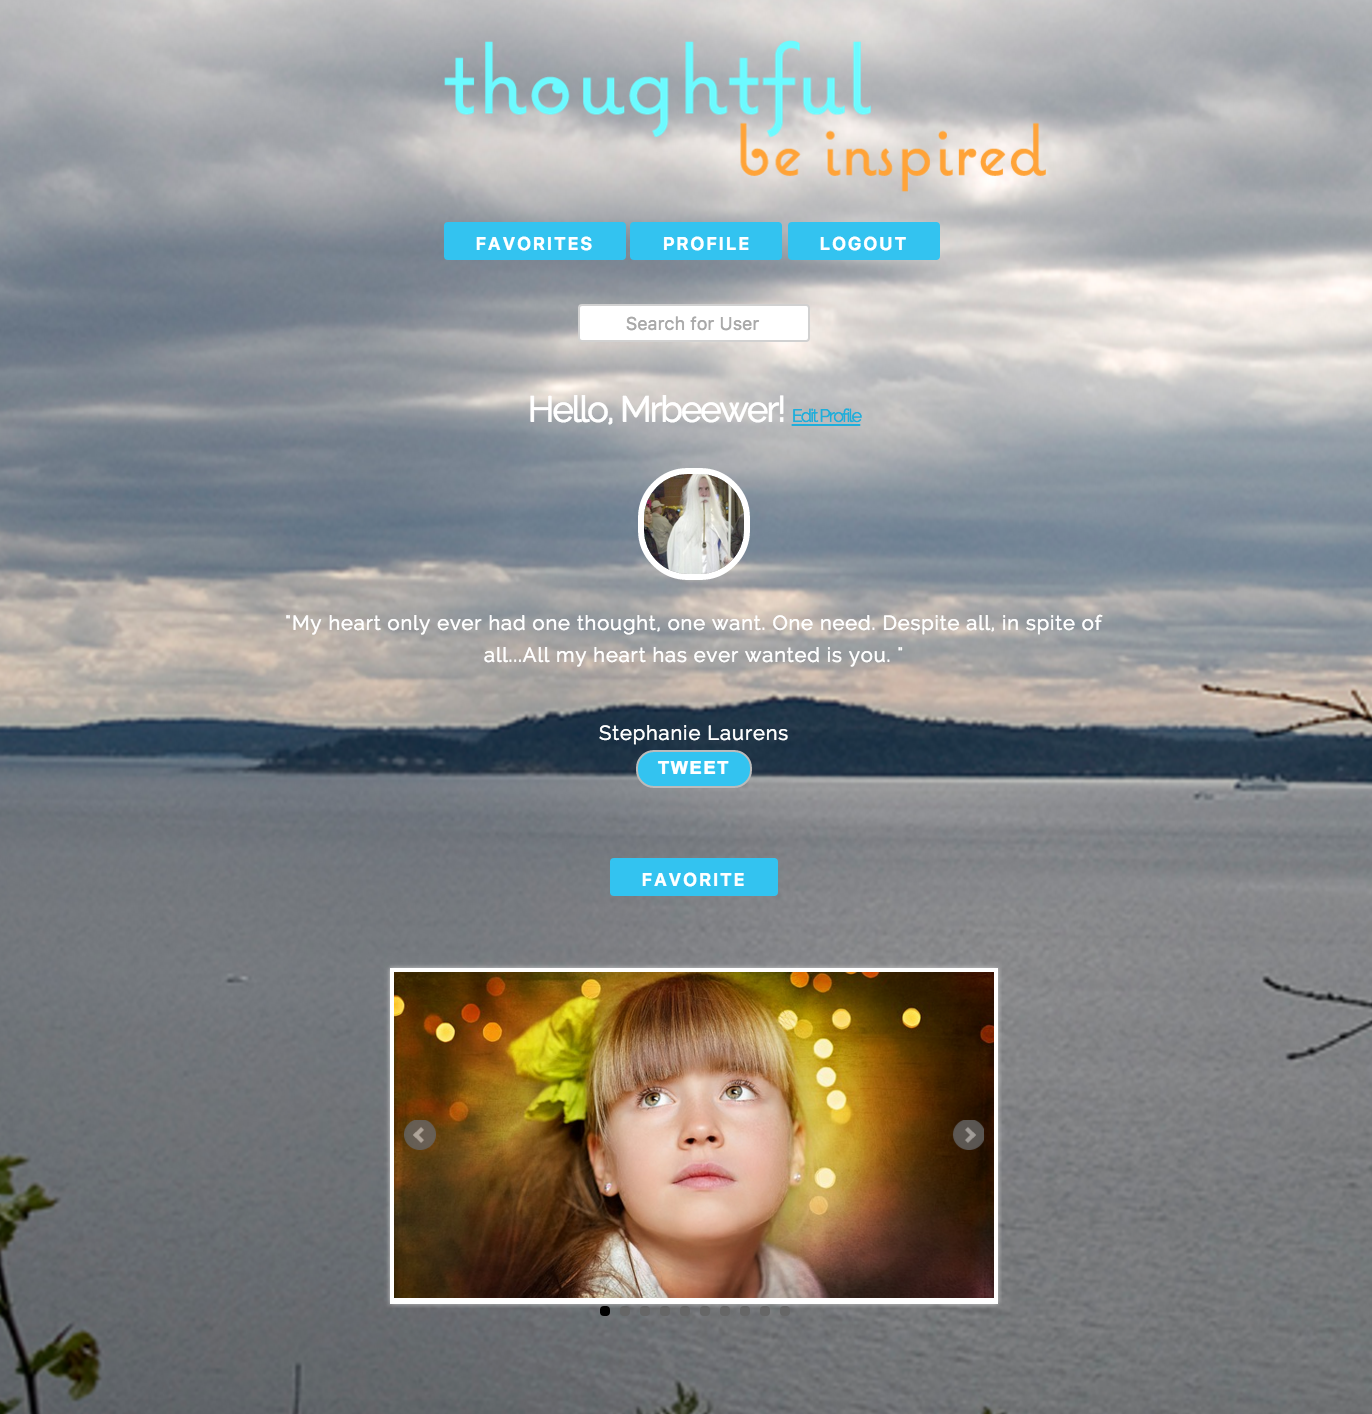 thoughtful
be inspired
FAVORITES PROFILE LOGOUT
Search for User
Hello, Mrbeewer! Edit Profile
"My heart only ever had one thought, one want. One need. Despite all, in spite of
all...All my heart has ever wanted is you. "
Stephanie Laurens
TWEET
FAVORITE